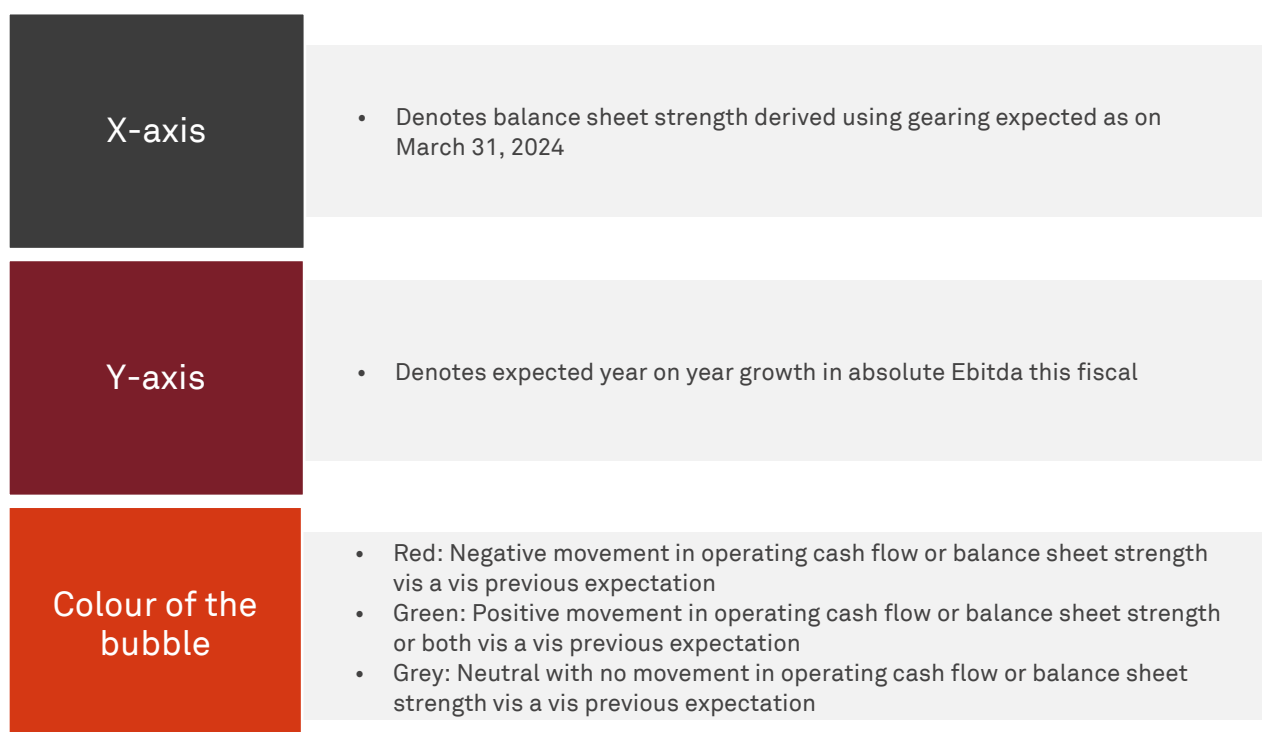 X-axis
• Denotes balance sheet strength derived using gearing expected as on
March 31, 2024
Y-axis
• Denotes expected year on year growth in absolute Ebitda this fiscal
Colour of the
bubble
• Red: Negative movement in operating cash flow or balance sheet strength
vis a vis previous expectation
• Green: Positive movement in operating cash flow or balance sheet strength
or both vis a vis previous expectation
• Grey: Neutral with no movement in operating cash flow or balance sheet
strength vis a vis previous expectation